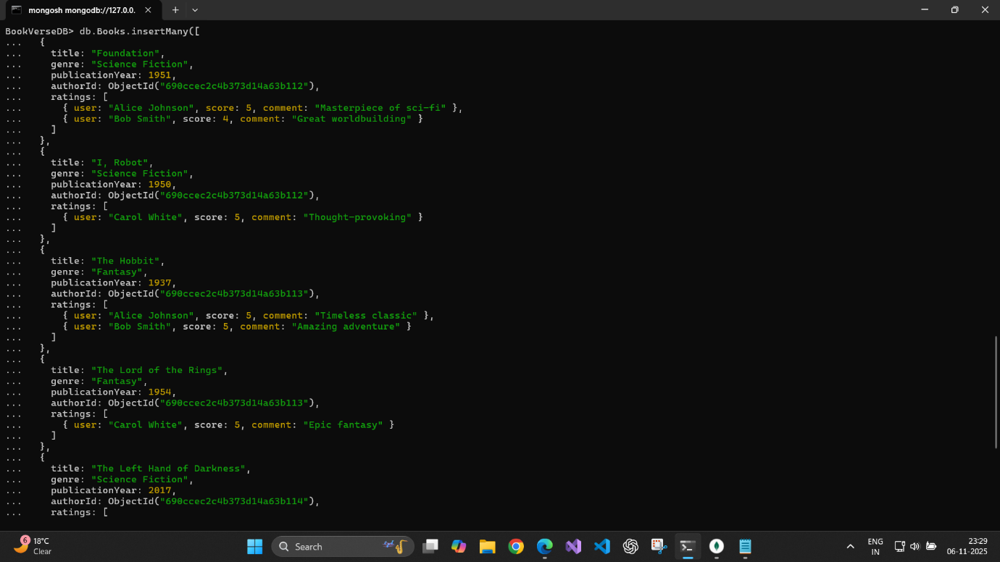 mongosh mongodb://127.0.0.
BookVerseDB> db.Books.insertMany([
...   {
...     title: "Foundation",
...     genre: "Science Fiction",
...     publicationYear: 1951,
...     authorId: ObjectId("690ccec2c4b373d14a63b112"),
...     ratings: [
...       { user: "Alice Johnson", score: 5, comment: "Masterpiece of sci-fi" },
...       { user: "Bob Smith", score: 4, comment: "Great worldbuilding" }
...     ]
...   },
...   {
...     title: "I, Robot",
...     genre: "Science Fiction",
...     publicationYear: 1950,
...     authorId: ObjectId("690ccec2c4b373d14a63b112"),
...     ratings: [
...       { user: "Carol White", score: 5, comment: "Thought-provoking" }
...     ]
...   },
...   {
...     title: "The Hobbit",
...     genre: "Fantasy",
...     publicationYear: 1937,
...     authorId: ObjectId("690ccec2c4b373d14a63b113"),
...     ratings: [
...       { user: "Alice Johnson", score: 5, comment: "Timeless classic" },
...       { user: "Bob Smith", score: 5, comment: "Amazing adventure" }
...     ]
...   },
...   {
...     title: "The Lord of the Rings",
...     genre: "Fantasy",
...     publicationYear: 1954,
...     authorId: ObjectId("690ccec2c4b373d14a63b113"),
...     ratings: [
...       { user: "Carol White", score: 5, comment: "Epic fantasy" }
...     ]
...   },
...   {
...     title: "The Left Hand of Darkness",
...     genre: "Science Fiction",
...     publicationYear: 2017,
...     authorId: ObjectId("690ccec2c4b373d14a63b114"),
...     ratings: [
6
18°C
Clear
Search
ENG
IN
23:29
06-11-2025